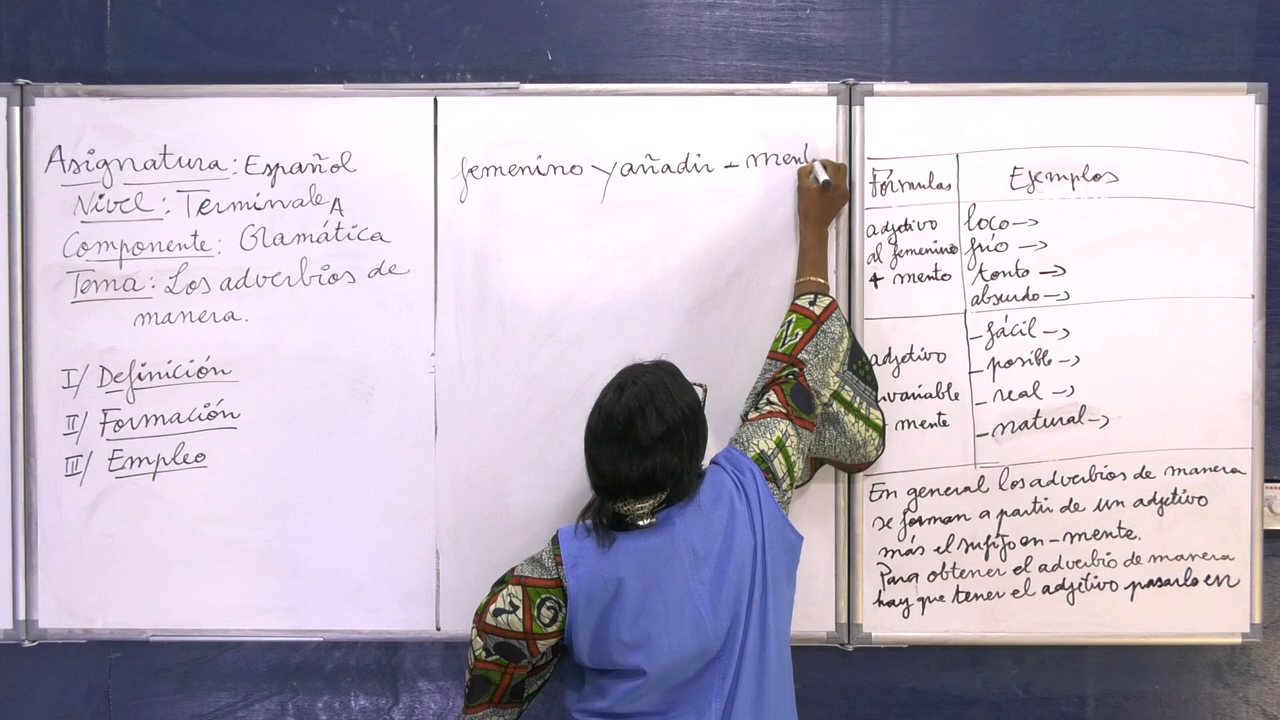 Asignatura: Español
Nivel: Terminale A
Componente: Gramática
Tema: Los adverbios de
manera.
I/ Definición
II/ Formación
III/ Empleo
femenino y añadir - ment
Fórmulas
Ejemplos
adjetivo
al femenino
+ mente
loco →
frío →
tonto →
absurdo →
adjetivo
mente
- fácil →
- posible →
- real →
- natural →
En general los adverbios de manera
se forman a partir de un adjetivo
más el sufijo en - mente.
Para obtener el adverbio de manera
hay que tener el adjetivo pasarlo en